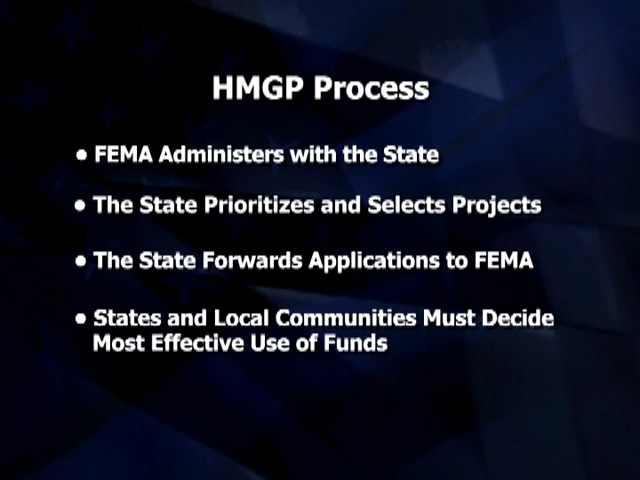 HMGP Process
• FEMA Administers with the State
• The State Prioritizes and Selects Projects
• The State Forwards Applications to FEMA
• States and Local Communities Must Decide
Most Effective Use of Funds